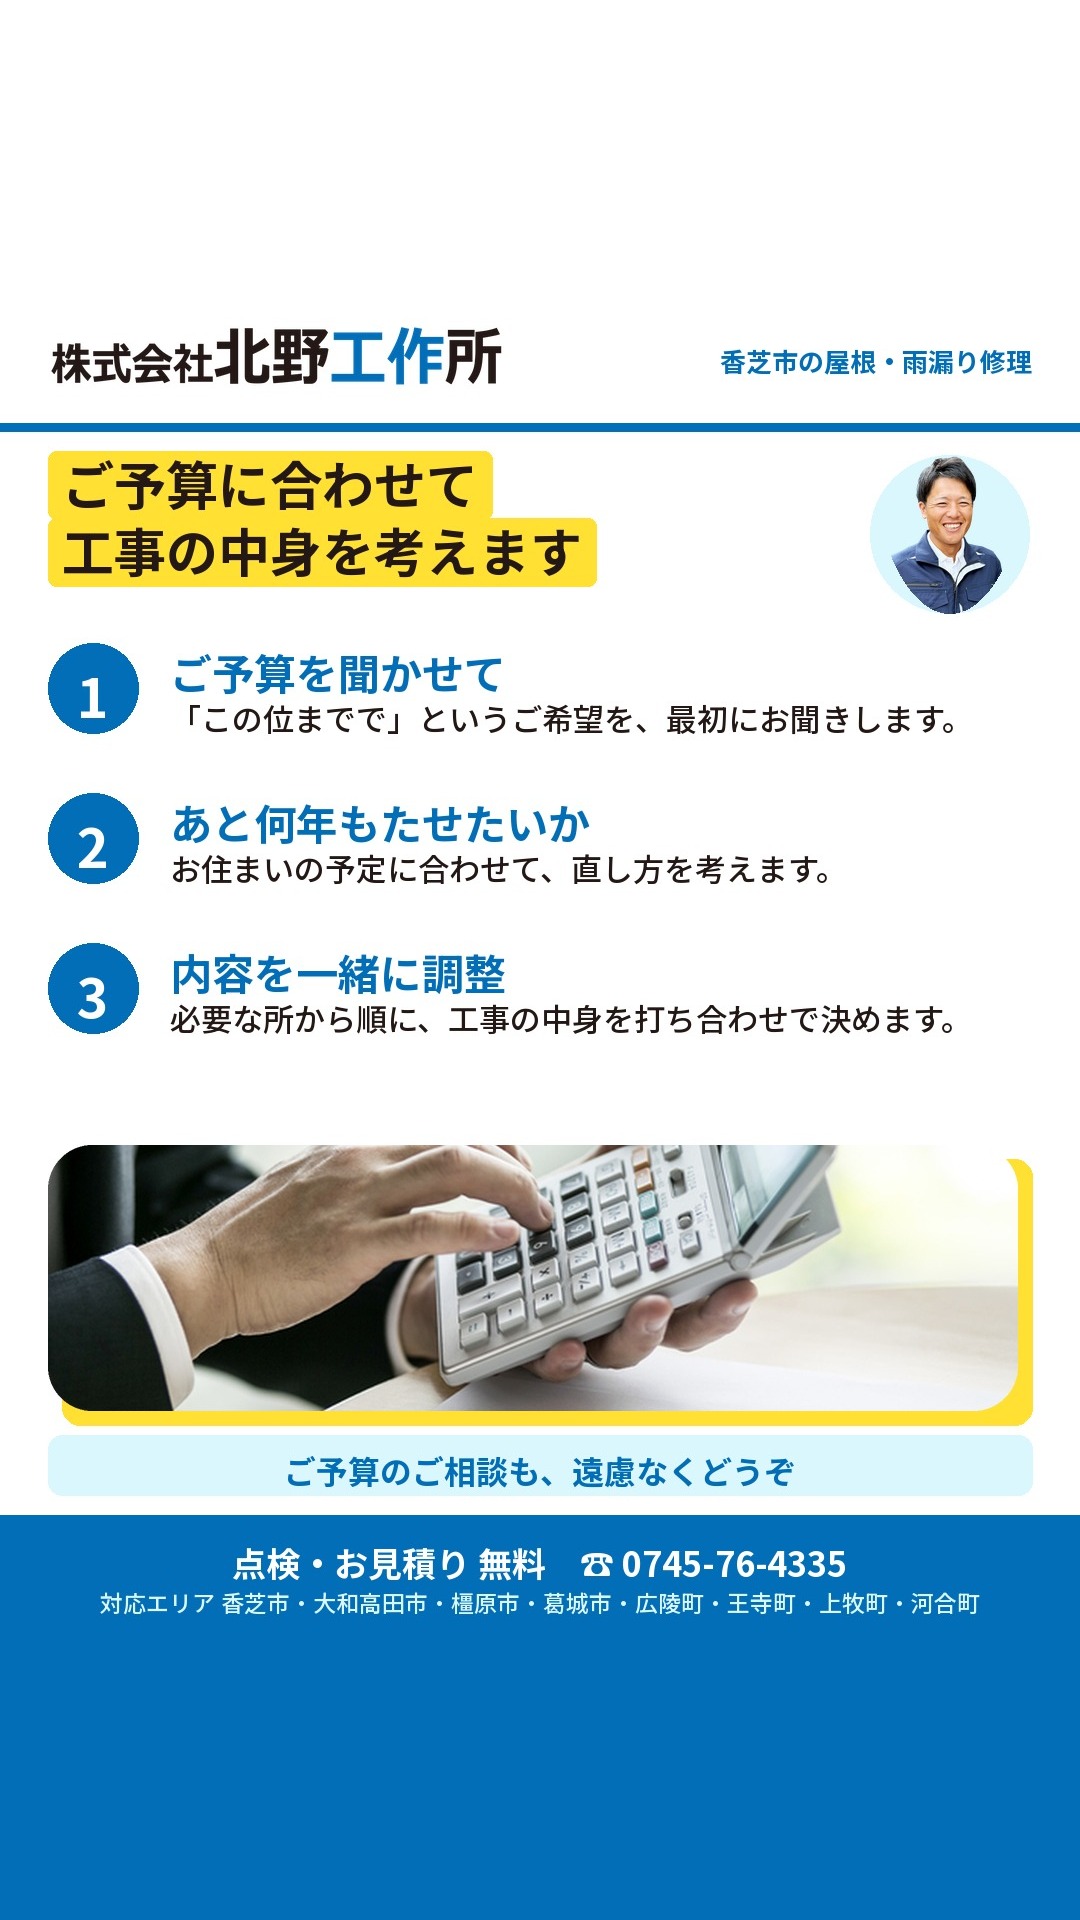 株式会社北野工作所
香芝市の屋根・雨漏り修理
ご予算に合わせて
工事の中身を考えます
1
ご予算を聞かせて
「この位までで」というご希望を、最初にお聞きします。
2
あと何年もたせたいか
お住まいの予定に合わせて、直し方を考えます。
3
内容を一緒に調整
必要な所から順に、工事の中身を打ち合わせで決めます。
ご予算のご相談も、遠慮なくどうぞ
点検・お見積り 無料　☎ 0745-76-4335
対応エリア 香芝市・大和高田市・橿原市・葛城市・広陵町・王寺町・上牧町・河合町